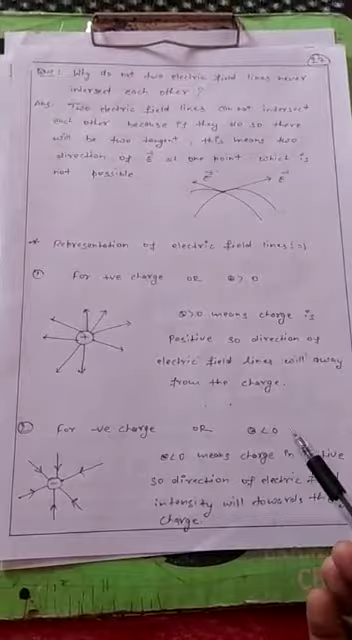 Que: Why do not two electric field lines never
intersect each other?
Ans: Two electric field lines can not intersect
each other because if they do so there
will be two tangent, this means two
direction of E⃗ at one point which is
not possible
E⃗ E⃗
* Representation of electric field lines:→
① For +ve charge OR Q>0
Q>0 means charge is
Positive so direction of
electric field lines will away
from the charge.
+
② For -ve charge OR Q<0
Q<0 means charge
so direction of electric
intensity will towards the
charge.
−